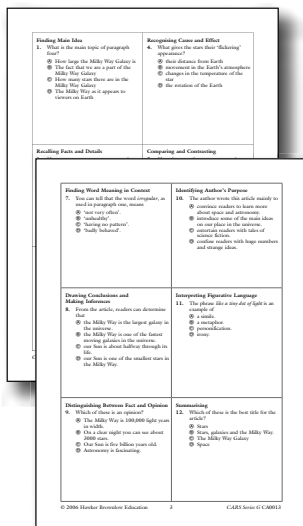 Finding Main Idea
1. What is the main topic of paragraph
four?
Ⓐ How large the Milky Way Galaxy is
Ⓑ The fact that we are a part of the
Milky Way Galaxy
Ⓒ How many stars there are in the
Milky Way Galaxy
Ⓓ The Milky Way as it appears to
viewers on Earth
Recognising Cause and Effect
4. What gives the stars their "flickering"
appearance?
Ⓐ their distance from Earth
Ⓑ movement in the Earth's atmosphere
Ⓒ changes in the temperature of the
star
Ⓓ the rotation of the Earth
Recalling Facts and Details
Comparing and Contrasting
Finding Word Meaning in Context
7. You can tell that the word irregular, as
used in paragraph one, means
Ⓐ 'not very often'.
Ⓑ 'unhealthy'.
Ⓒ 'having no pattern'.
Ⓓ 'badly behaved'.
Identifying Author's Purpose
10. The author wrote this article mainly to
Ⓐ convince readers to learn more
about space and astronomy.
Ⓑ introduce some of the main ideas
on our place in the universe.
Ⓒ entertain readers with tales of
science fiction.
Ⓓ confuse readers with huge numbers
and strange ideas.
Drawing Conclusions and
Making Inferences
8. From the article, readers can determine
that
Ⓐ the Milky Way is the largest galaxy in
the universe.
Ⓑ the Milky Way is one of the fastest
moving galaxies in the universe.
Ⓒ our Sun is about halfway through its
life.
Ⓓ our Sun is one of the smallest stars in
the Milky Way.
Interpreting Figurative Language
11. The phrase like a tiny dot of light is an
example of
Ⓐ a simile.
Ⓑ a metaphor.
Ⓒ personification.
Ⓓ irony.
Distinguishing Between Fact and Opinion
9. Which of these is an opinion?
Ⓐ The Milky Way is 100,000 light years
in width.
Ⓑ On a clear night you can see about
3000 stars.
Ⓒ Our Sun is five billion years old.
Ⓓ Astronomy is fascinating.
Summarising
12. Which of these is the best title for the
article?
Ⓐ Stars
Ⓑ Stars, galaxies and the Milky Way.
Ⓒ The Milky Way Galaxy
Ⓓ Space
© 2006 Hawker Brownlow Education
2
CARS Series G CA0013